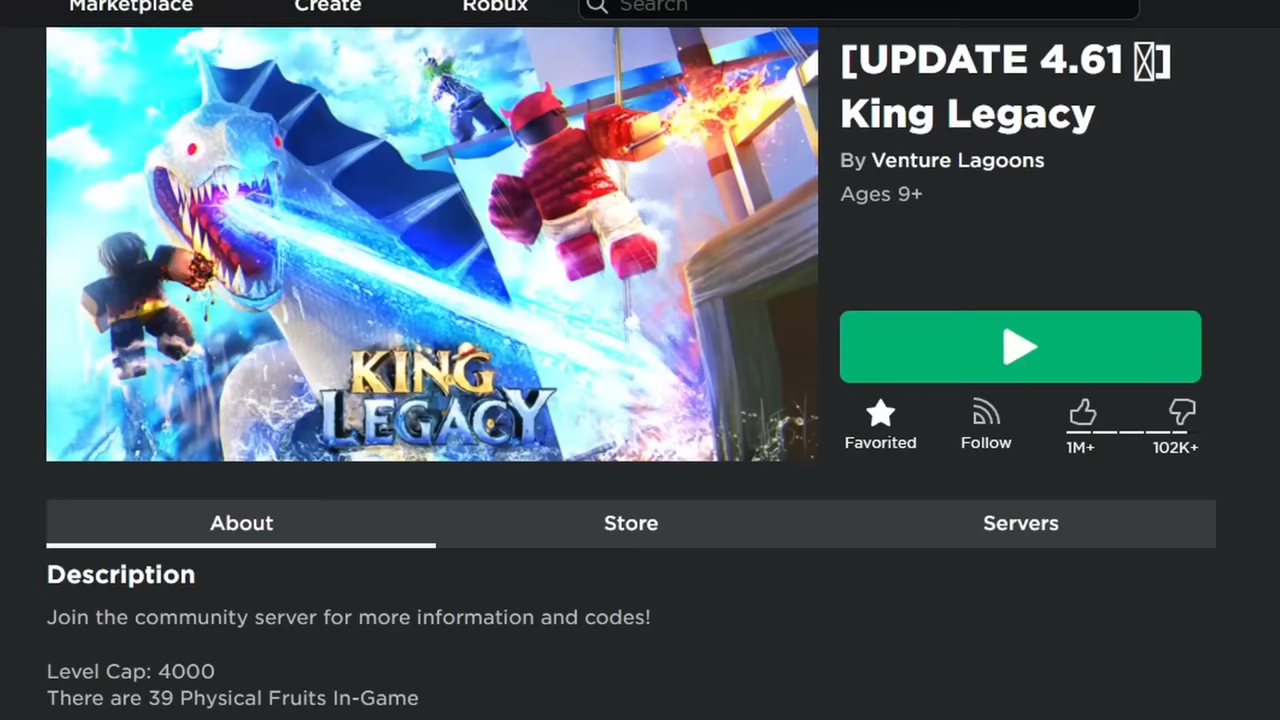 Marketplace
Create
Robux
Search
[UPDATE 4.61 ]
King Legacy
By Venture Lagoons
Ages 9+
KING
LEGACY
Favorited
Follow
1M+
102K+
About
Store
Servers
Description
Join the community server for more information and codes!
Level Cap: 4000
There are 39 Physical Fruits In-Game